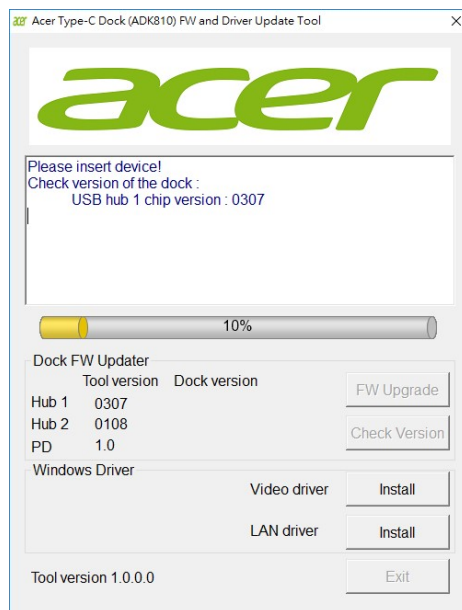 Acer Type-C Dock (ADK810) FW and Driver Update Tool
acer
Please insert device!
Check version of the dock :
USB hub 1 chip version : 0307
10%
Dock FW Updater
Tool version Dock version
FW Upgrade
Hub 1 0307
Hub 2 0108
Check Version
PD 1.0
Windows Driver
Video driver Install
LAN driver Install
Tool version 1.0.0.0 Exit